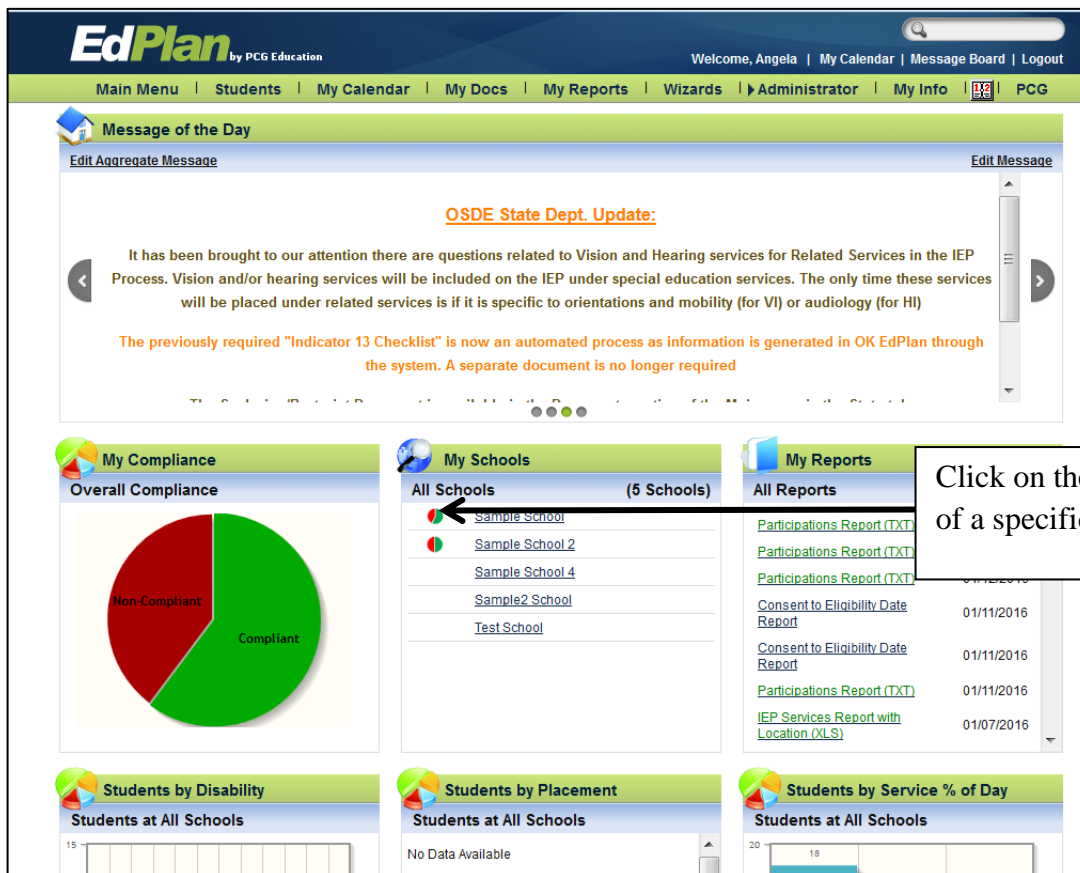 EdPlan by PCG Education
Welcome, Angela | My Calendar | Message Board | Logout
Main Menu | Students | My Calendar | My Docs | My Reports | Wizards | Administrator | My Info | PCG
Message of the Day
Edit Aggregate Message
Edit Message
OSDE State Dept. Update:
It has been brought to our attention there are questions related to Vision and Hearing services for Related Services in the IEP
Process. Vision and/or hearing services will be included on the IEP under special education services. The only time these services
will be placed under related services is if it is specific to orientations and mobility (for VI) or audiology (for HI)
The previously required "Indicator 13 Checklist" is now an automated process as information is generated in OK EdPlan through
the system. A separate document is no longer required
My Compliance
Overall Compliance
Non-Compliant
Compliant
My Schools
All Schools (5 Schools)
Sample School
Sample School 2
Sample School 4
Sample2 School
Test School
My Reports
All Reports
Click on the
of a specific
Participations Report (TXT)
Participations Report (TXT)
Participations Report (TXT)
Consent to Eligibility Date
Report
01/11/2016
Consent to Eligibility Date
Report
01/11/2016
Participations Report (TXT) 01/11/2016
IEP Services Report with
Location (XLS)
01/07/2016
Students by Disability
Students at All Schools
15
Students by Placement
Students at All Schools
No Data Available
Students by Service % of Day
Students at All Schools
20
18